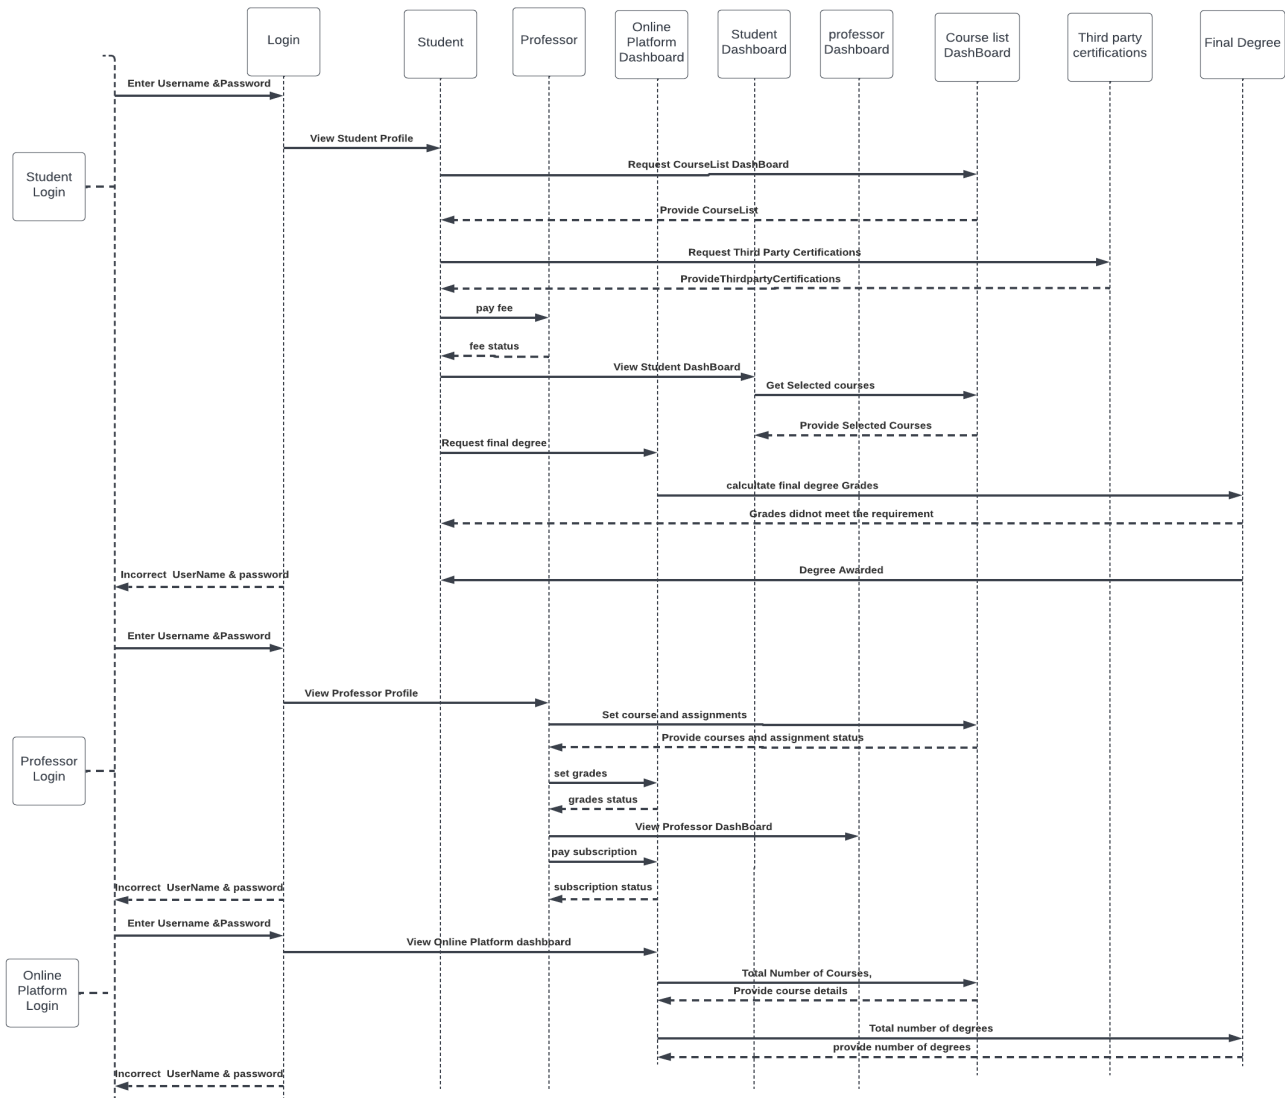 Login
Student
Professor
Online
Platform
Dashboard
Student
Dashboard
professor
Dashboard
Course list
DashBoard
Third party
certifications
Final Degree
Enter Username &Password
View Student Profile
Request CourseList DashBoard
Student
Login
Provide CourseList
Request Third Party Certifications
ProvideThirdpartyCertifications
pay fee
fee status
View Student DashBoard
Get Selected courses
Provide Selected Courses
Request final degree
calcultate final degree Grades
Grades didnot meet the requirement
Degree Awarded
Incorrect  UserName & password
Enter Username &Password
View Professor Profile
Set course and assignments
Provide courses and assignment status
Professor
Login
set grades
grades status
View Professor DashBoard
pay subscription
subscription status
Incorrect  UserName & password
Enter Username &Password
View Online Platform dashboard
Online
Platform
Login
Total Number of Courses,
Provide course details
Total number of degrees
provide number of degrees
Incorrect  UserName & password